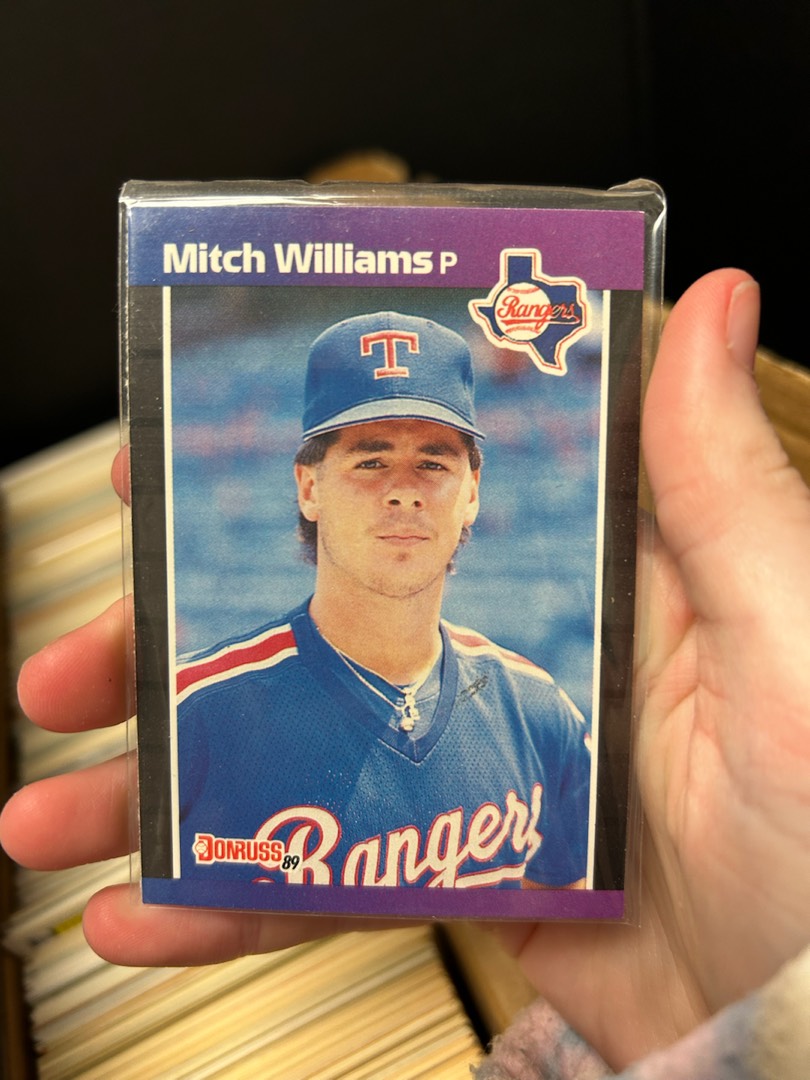 Mitch Williams P
Rangers
T
Rangers
DONRUSS 89